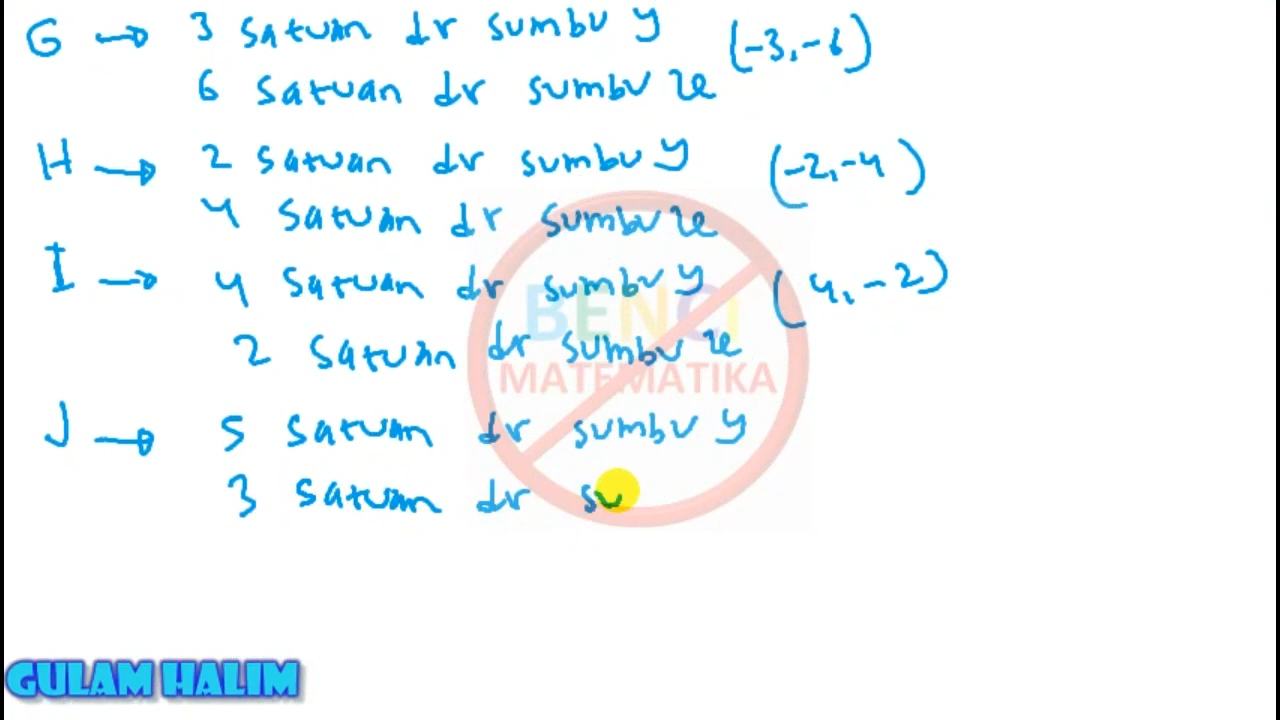 G → 3 satuan dr sumbu y (-3,-6)
6 satuan dr sumbu x
H → 2 satuan dr sumbu y (-2,-4)
4 satuan dr sumbu x
I → 4 satuan dr sumbu y (4,-2)
2 satuan dr sumbu x
BENCI
MATEMATIKA
J → 5 satuan dr sumbu y
3 satuan dr su
GULAM HALIM